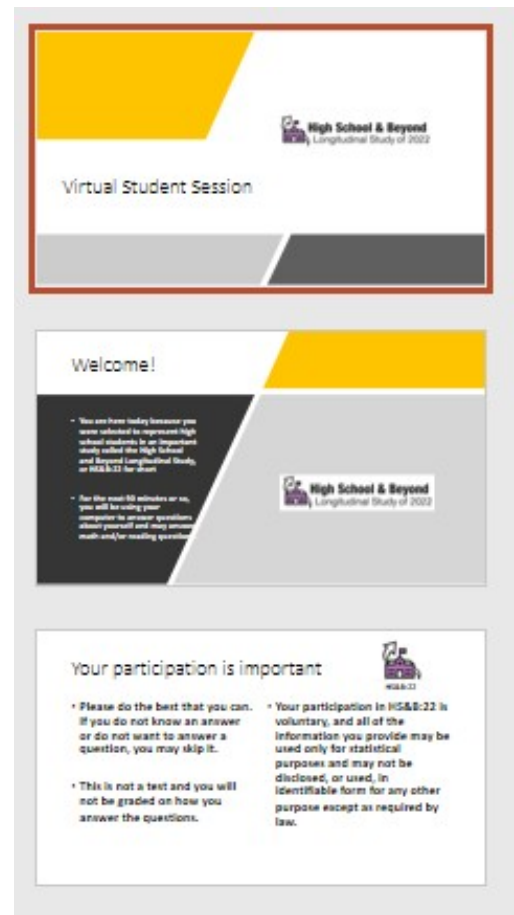 High School & Beyond
Longitudinal Study of 2022
Virtual Student Session
Welcome!
• You are here today because you
were selected to represent high
school students in an important
study called the High School
and Beyond Longitudinal Study,
or HS&B:22 for short
• For the next 90 minutes or so,
you will be using your
computer to answer questions
about yourself and may answer
math and/or reading question
High School & Beyond
Longitudinal Study of 2022
Your participation is important
HS&B:22
• Please do the best that you can.
If you do not know an answer
or do not want to answer a
question, you may skip it.
• This is not a test and you will
not be graded on how you
answer the questions.
• Your participation in HS&B:22 is
voluntary, and all of the
information you provide may be
used only for statistical
purposes and may not be
disclosed, or used, in
identifiable form for any other
purpose except as required by
law.